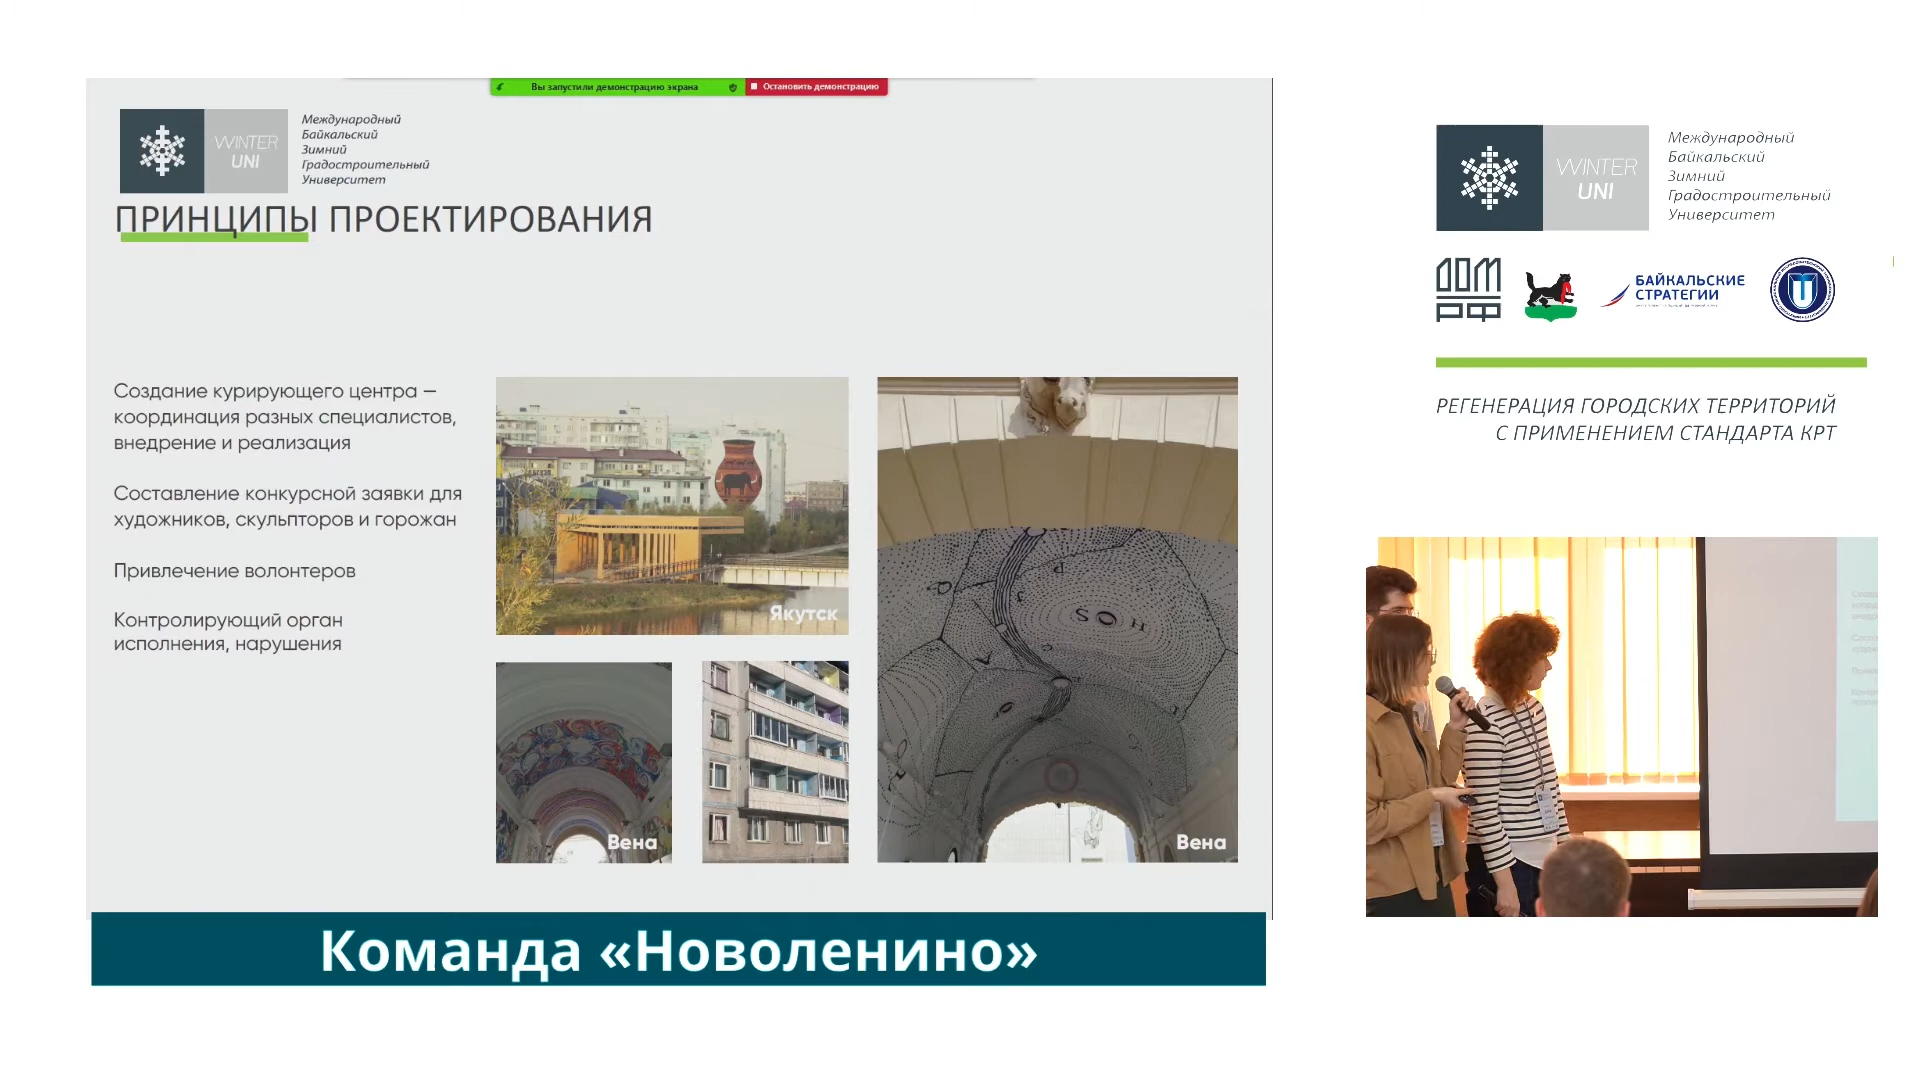 Вы запустили демонстрацию экрана
Остановить демонстрацию
WINTER
UNI
Международный
Байкальский
Зимний
Градостроительный
Университет
ПРИНЦИПЫ ПРОЕКТИРОВАНИЯ
Создание курирующего центра —
координация разных специалистов,
внедрение и реализация
Составление конкурсной заявки для
художников, скульпторов и горожан
Привлечение волонтеров
Контролирующий орган
исполнения, нарушения
Якутск
Вена
Вена
Команда «Новоленино»
WINTER
UNI
Международный
Байкальский
Зимний
Градостроительный
Университет
ДОМ
РФ
БАЙКАЛЬСКИЕ
СТРАТЕГИИ
РЕГЕНЕРАЦИЯ ГОРОДСКИХ ТЕРРИТОРИЙ
С ПРИМЕНЕНИЕМ СТАНДАРТА КРТ